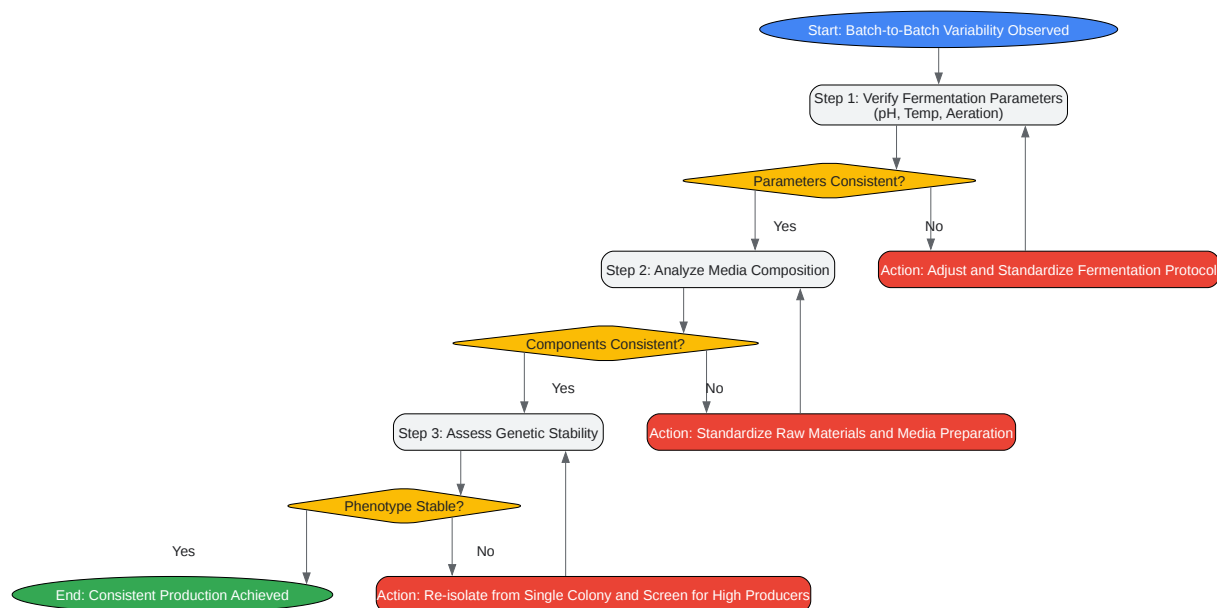 Start: Batch-to-Batch Variability Observed
Step 1: Verify Fermentation Parameters
(pH, Temp, Aeration)
Parameters Consistent?
Yes
No
Step 2: Analyze Media Composition
Action: Adjust and Standardize Fermentation Protocol
Components Consistent?
Yes
No
Step 3: Assess Genetic Stability
Action: Standardize Raw Materials and Media Preparation
Phenotype Stable?
Yes
No
End: Consistent Production Achieved
Action: Re-isolate from Single Colony and Screen for High Producers